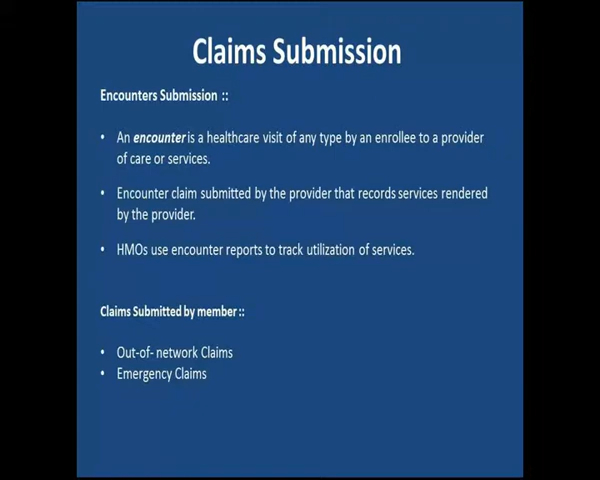 Claims Submission
Encounters Submission ::
• An encounter is a healthcare visit of any type by an enrollee to a provider
of care or services.
• Encounter claim submitted by the provider that records services rendered
by the provider.
• HMOs use encounter reports to track utilization of services.
Claims Submitted by member ::
• Out-of- network Claims
• Emergency Claims